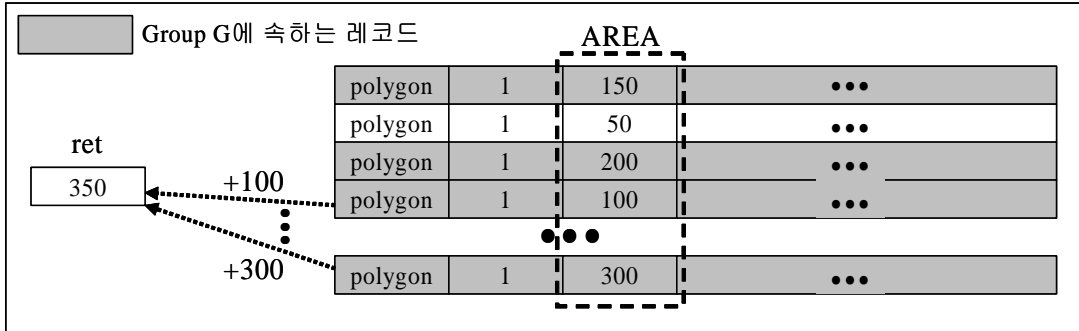 Group G에 속하는 레코드
AREA
polygon 1 150 •••
polygon 1 50 •••
ret
polygon 1 200 •••
350
+100
polygon 1 100 •••
•••
+300
polygon 1 300 •••